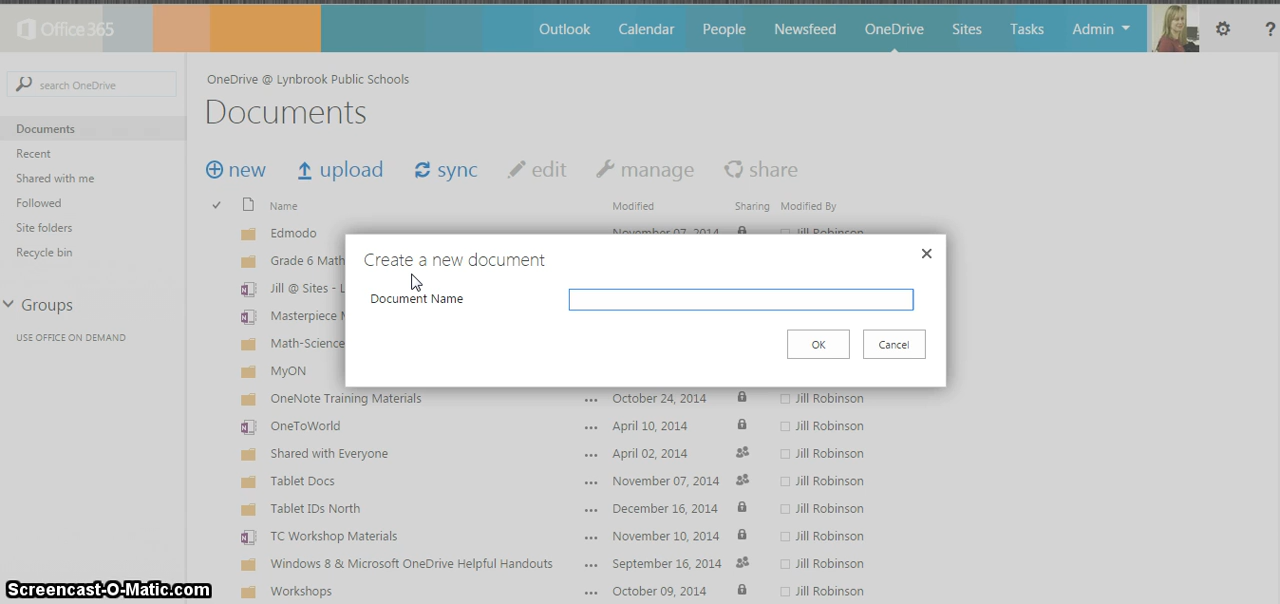 Office 365 Outlook Calendar People Newsfeed OneDrive Sites Tasks Admin ?
search OneDrive
OneDrive @ Lynbrook Public Schools
Documents
Documents
Recent
Shared with me
Followed
Site folders
Recycle bin
Groups
USE OFFICE ON DEMAND
new upload sync edit manage share
Name Modified Sharing Modified By
Edmodo November 07, 2014 Jill Robinson
Grade 6 Math
Jill @ Sites - L
Masterpiece M
Math-Science
MyON
Create a new document
Document Name
OK Cancel
OneNote Training Materials ... October 24, 2014 Jill Robinson
OneToWorld ... April 10, 2014 Jill Robinson
Shared with Everyone ... April 02, 2014 Jill Robinson
Tablet Docs ... November 07, 2014 Jill Robinson
Tablet IDs North ... December 16, 2014 Jill Robinson
TC Workshop Materials ... November 10, 2014 Jill Robinson
Windows 8 & Microsoft OneDrive Helpful Handouts ... September 16, 2014 Jill Robinson
Workshops ... October 09, 2014 Jill Robinson
Screencast-O-Matic.com